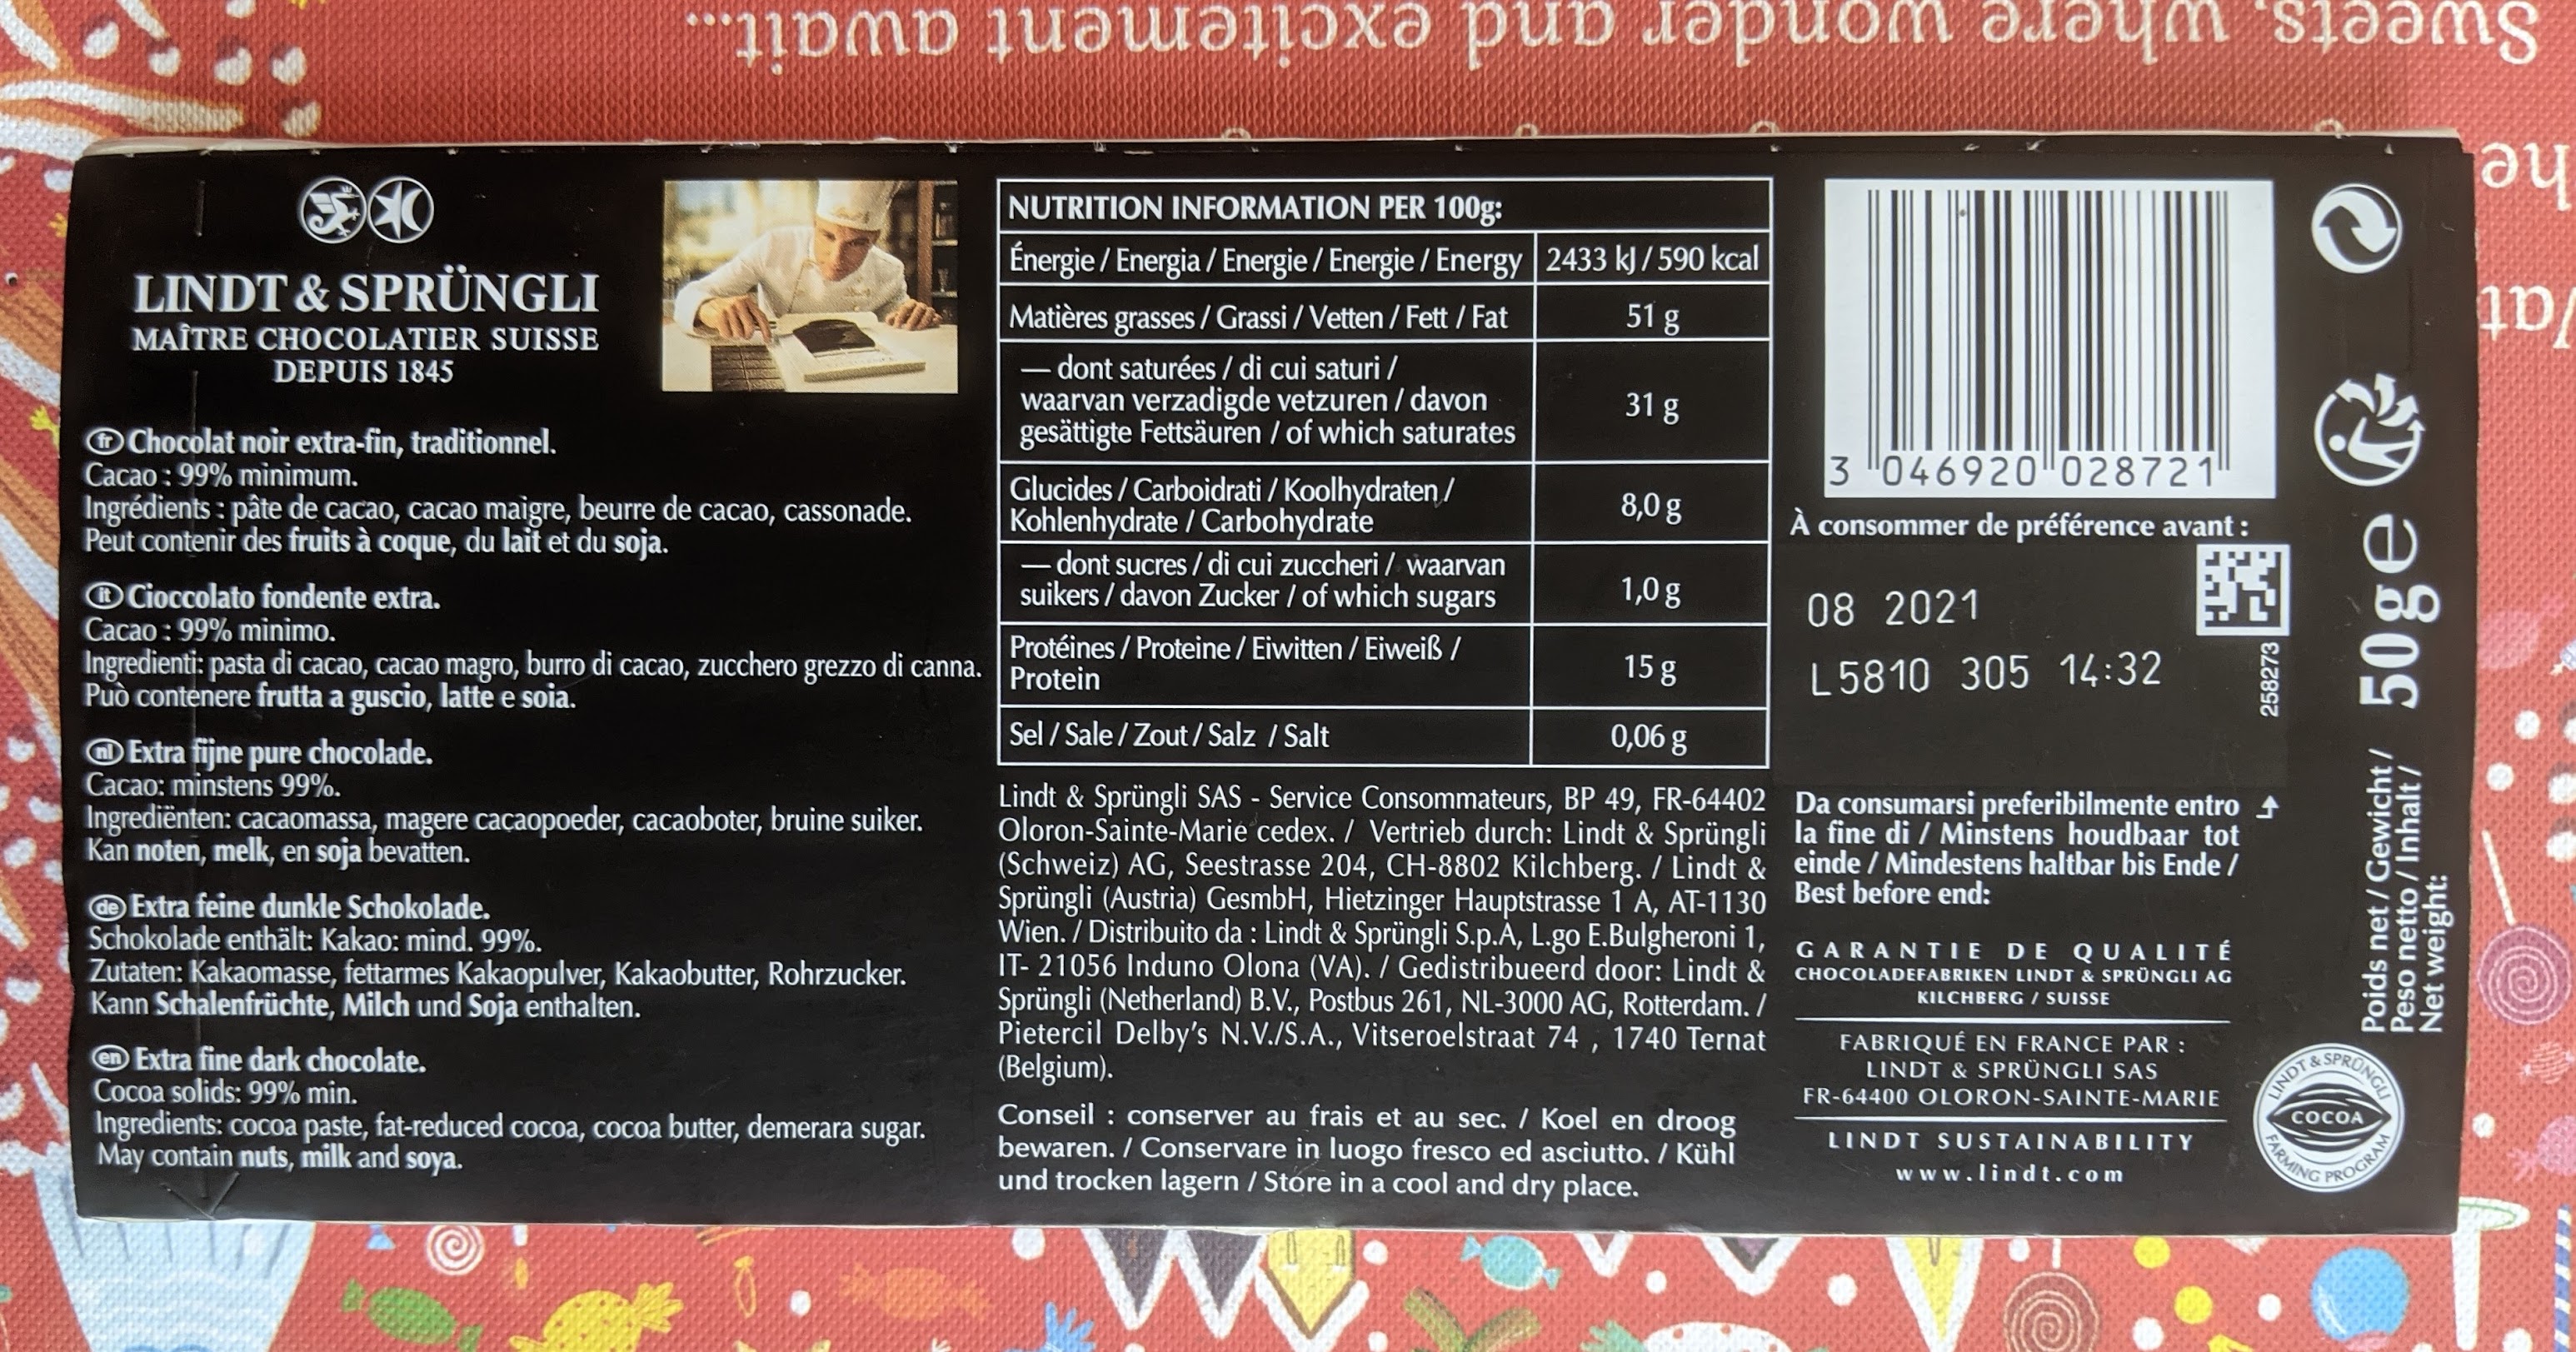 Sweets, where wonder and excitement await...
he
LINDT & SPRÜNGLI
MAÎTRE CHOCOLATIER SUISSE
DEPUIS 1845
fr Chocolat noir extra-fin, traditionnel.
Cacao : 99% minimum.
Ingrédients : pâte de cacao, cacao maigre, beurre de cacao, cassonade.
Peut contenir des fruits à coque, du lait et du soja.
it Cioccolato fondente extra.
Cacao : 99% minimo.
Ingredienti: pasta di cacao, cacao magro, burro di cacao, zucchero grezzo di canna.
Può contenere frutta a guscio, latte e soia.
nl Extra fijne pure chocolade.
Cacao: minstens 99%.
Ingrediënten: cacaomassa, magere cacaopoeder, cacaoboter, bruine suiker.
Kan noten, melk, en soja bevatten.
de Extra feine dunkle Schokolade.
Schokolade enthält: Kakao: mind. 99%.
Zutaten: Kakaomasse, fettarmes Kakaopulver, Kakaobutter, Rohrzucker.
Kann Schalenfrüchte, Milch und Soja enthalten.
en Extra fine dark chocolate.
Cocoa solids: 99% min.
Ingredients: cocoa paste, fat-reduced cocoa, cocoa butter, demerara sugar.
May contain nuts, milk and soya.
NUTRITION INFORMATION PER 100g:
Énergie / Energia / Energie / Energie / Energy 2433 kJ / 590 kcal
Matières grasses / Grassi / Vetten / Fett / Fat 51 g
— dont saturées / di cui saturi /
waarvan verzadigde vetzuren / davon
gesättigte Fettsäuren / of which saturates 31 g
Glucides / Carboidrati / Koolhydraten /
Kohlenhydrate / Carbohydrate 8,0 g
— dont sucres / di cui zuccheri / waarvan
suikers / davon Zucker / of which sugars 1,0 g
Protéines / Proteine / Eiwitten / Eiweiß /
Protein 15 g
Sel / Sale / Zout / Salz / Salt 0,06 g
Lindt & Sprüngli SAS - Service Consommateurs, BP 49, FR-64402
Oloron-Sainte-Marie cedex. / Vertrieb durch: Lindt & Sprüngli
(Schweiz) AG, Seestrasse 204, CH-8802 Kilchberg. / Lindt &
Sprüngli (Austria) GesmbH, Hietzinger Hauptstrasse 1 A, AT-1130
Wien. / Distribuito da : Lindt & Sprüngli S.p.A, L.go E.Bulgheroni 1,
IT- 21056 Induno Olona (VA). / Gedistribueerd door: Lindt &
Sprüngli (Netherland) B.V., Postbus 261, NL-3000 AG, Rotterdam. /
Pietercil Delby's N.V./S.A., Vitseroelstraat 74 , 1740 Ternat
(Belgium).
Conseil : conserver au frais et au sec. / Koel en droog
bewaren. / Conservare in luogo fresco ed asciutto. / Kühl
und trocken lagern / Store in a cool and dry place.
3 046920 028721
À consommer de préférence avant :
08 2021
L5810 305 14:32
258273
Da consumarsi preferibilmente entro
la fine di / Minstens houdbaar tot
einde / Mindestens haltbar bis Ende /
Best before end:
GARANTIE DE QUALITÉ
CHOCOLADEFABRIKEN LINDT & SPRÜNGLI AG
KILCHBERG / SUISSE
FABRIQUÉ EN FRANCE PAR :
LINDT & SPRÜNGLI SAS
FR-64400 OLORON-SAINTE-MARIE
LINDT SUSTAINABILITY
www.lindt.com
Poids net / Gewicht /
Peso netto / Inhalt /
Net weight:
50g e
LINDT & SPRÜNGLI
COCOA
FARMING PROGRAM